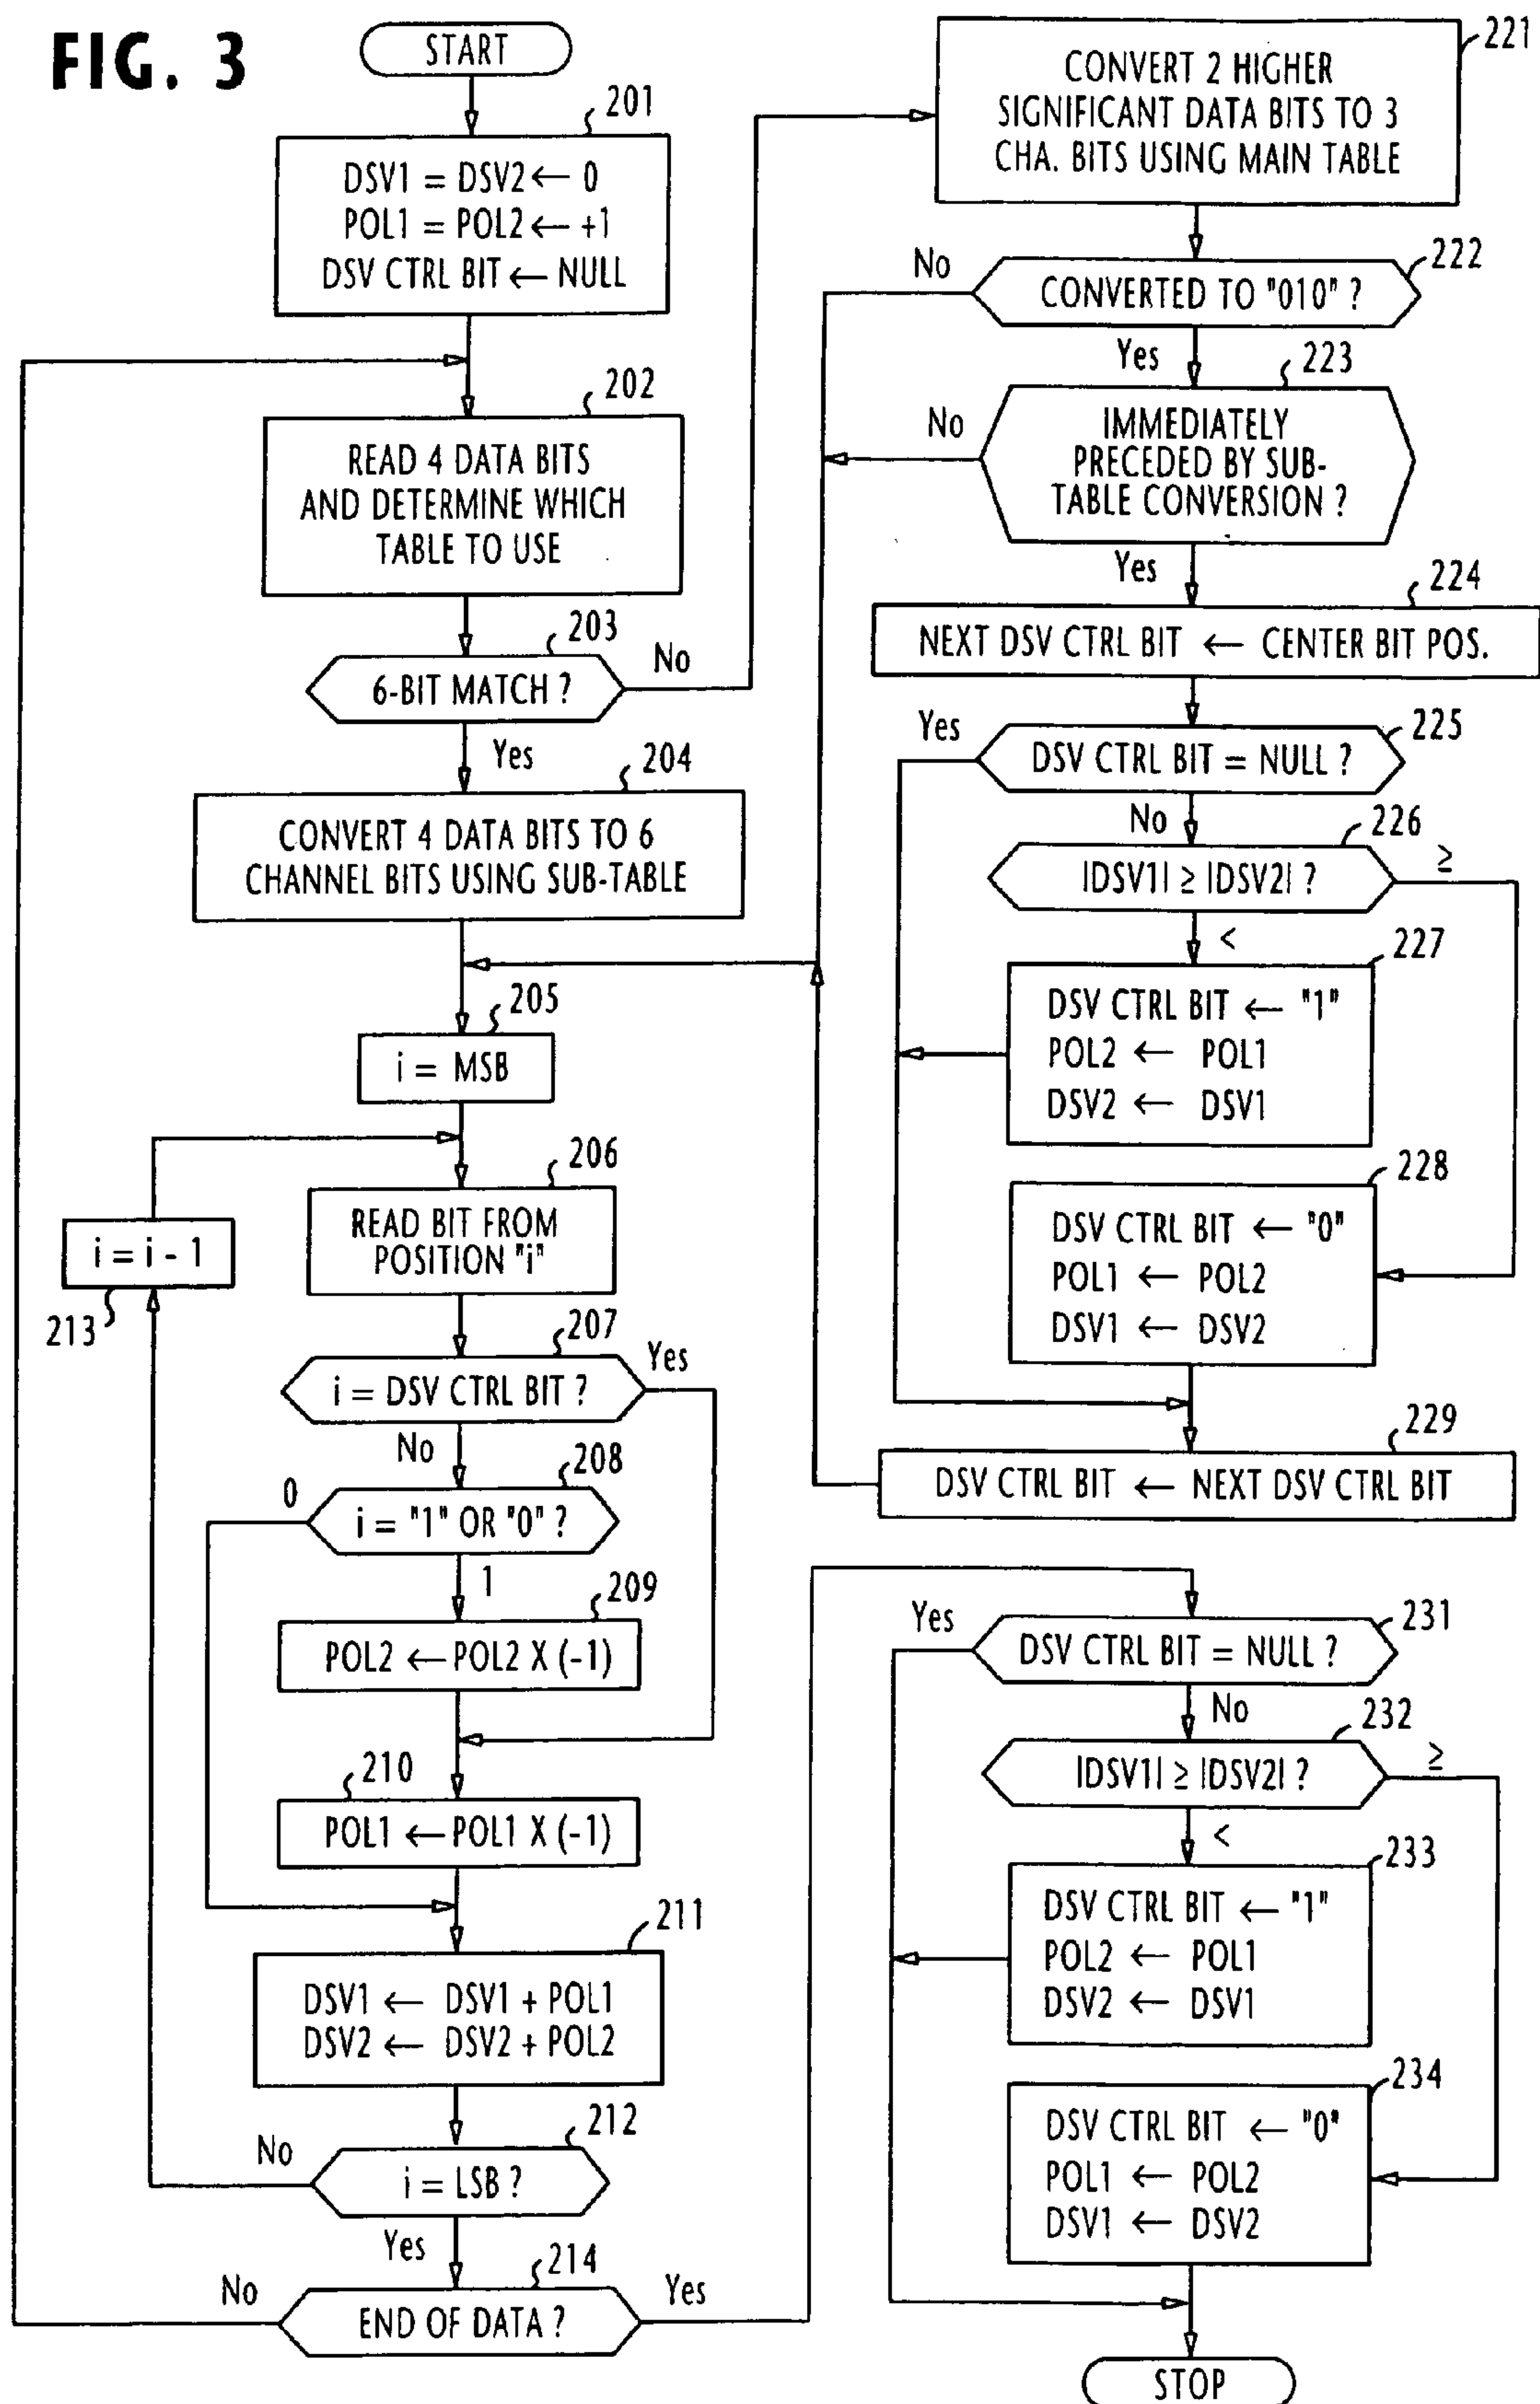 FIG. 3
START
201
DSV1 = DSV2 ← 0
POL1 = POL2 ← +1
DSV CTRL BIT ← NULL
202
READ 4 DATA BITS
AND DETERMINE WHICH
TABLE TO USE
203
6-BIT MATCH ?
No
Yes
204
CONVERT 4 DATA BITS TO 6
CHANNEL BITS USING SUB-TABLE
205
i = MSB
206
READ BIT FROM
POSITION "i"
i = i - 1
213
207
i = DSV CTRL BIT ?
Yes
No
208
i = "1" OR "0" ?
0
1
209
POL2 ← POL2 X (-1)
210
POL1 ← POL1 X (-1)
211
DSV1 ← DSV1 + POL1
DSV2 ← DSV2 + POL2
212
i = LSB ?
No
Yes
214
END OF DATA ?
No
Yes
221
CONVERT 2 HIGHER
SIGNIFICANT DATA BITS TO 3
CHA. BITS USING MAIN TABLE
222
CONVERTED TO "010" ?
No
Yes
223
IMMEDIATELY
PRECEDED BY SUB-
TABLE CONVERSION ?
No
Yes
224
NEXT DSV CTRL BIT ← CENTER BIT POS.
225
DSV CTRL BIT = NULL ?
Yes
No
226
|DSV1| ≥ |DSV2| ?
≥
<
227
DSV CTRL BIT ← "1"
POL2 ← POL1
DSV2 ← DSV1
228
DSV CTRL BIT ← "0"
POL1 ← POL2
DSV1 ← DSV2
229
DSV CTRL BIT ← NEXT DSV CTRL BIT
231
DSV CTRL BIT = NULL ?
Yes
No
232
|DSV1| ≥ |DSV2| ?
≥
<
233
DSV CTRL BIT ← "1"
POL2 ← POL1
DSV2 ← DSV1
234
DSV CTRL BIT ← "0"
POL1 ← POL2
DSV1 ← DSV2
STOP